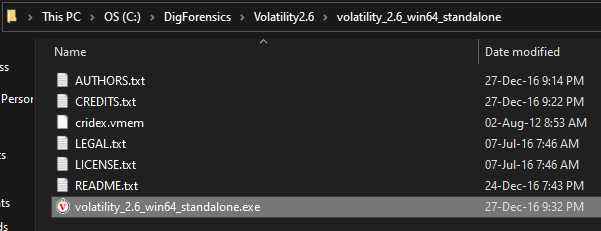 This PC > OS (C:) > DigForensics > Volatility2.6 > volatility_2.6_win64_standalone
Name Date modified
AUTHORS.txt 27-Dec-16 9:14 PM
CREDITS.txt 27-Dec-16 9:22 PM
cridex.vmem 02-Aug-12 8:53 AM
LEGAL.txt 07-Jul-16 7:46 AM
LICENSE.txt 07-Jul-16 7:46 AM
README.txt 24-Dec-16 7:43 PM
volatility_2.6_win64_standalone.exe 27-Dec-16 9:32 PM
ss
Person
ts
nts
ds